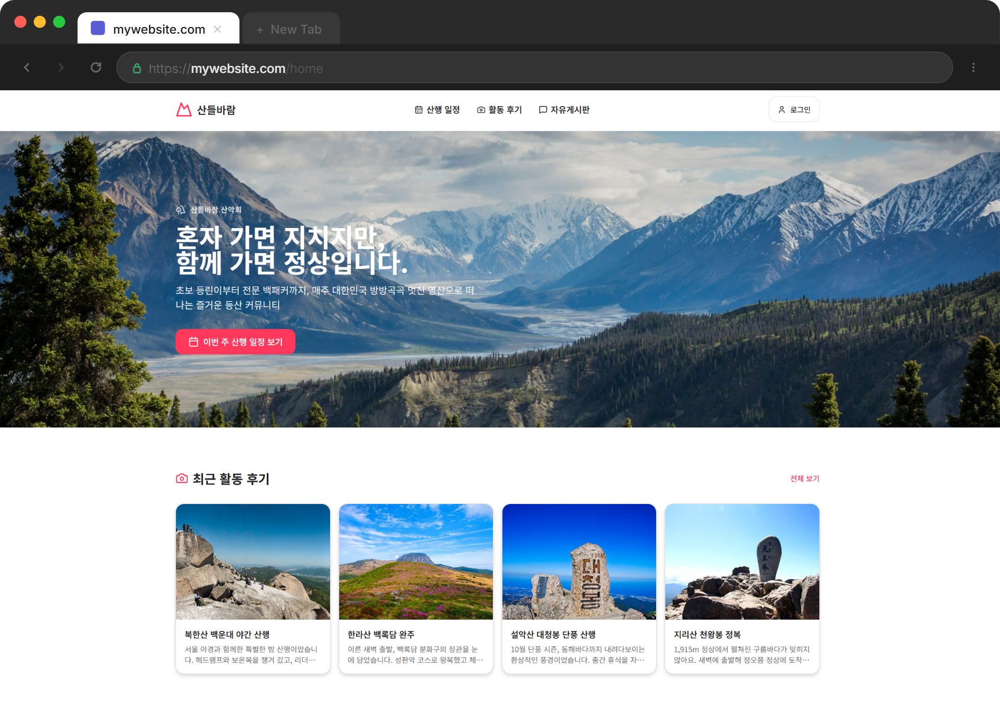 mywebsite.com
+ New Tab
https://mywebsite.com/home
산들바람
산행 일정
활동 후기
자유게시판
로그인
산들바람 산악회
혼자 가면 지치지만,
함께 가면 정상입니다.
초보 등린이부터 전문 백패커까지, 매주 대한민국 방방곡곡 멋진 명산으로 떠
나는 즐거운 등산 커뮤니티
이번 주 산행 일정 보기
최근 활동 후기
전체 보기
1708
대청봉
天王峯
북한산 백운대 야간 산행
서울 야경과 함께한 특별한 밤 산행이었습니
다. 헤드램프와 보온복을 챙겨 갔고, 리더…
한라산 백록담 완주
이른 새벽 출발, 백록담 분화구의 장관을 눈
에 담았습니다. 성판악 코스로 왕복했고 체…
설악산 대청봉 단풍 산행
10월 단풍 시즌, 동해바다까지 내려다보이는
환상적인 풍경이었습니다. 중간 휴식을 자…
지리산 천왕봉 정복
1,915m 정상에서 펼쳐진 구름바다가 잊히지
않아요. 새벽에 출발해 정오쯤 정상에 도착…